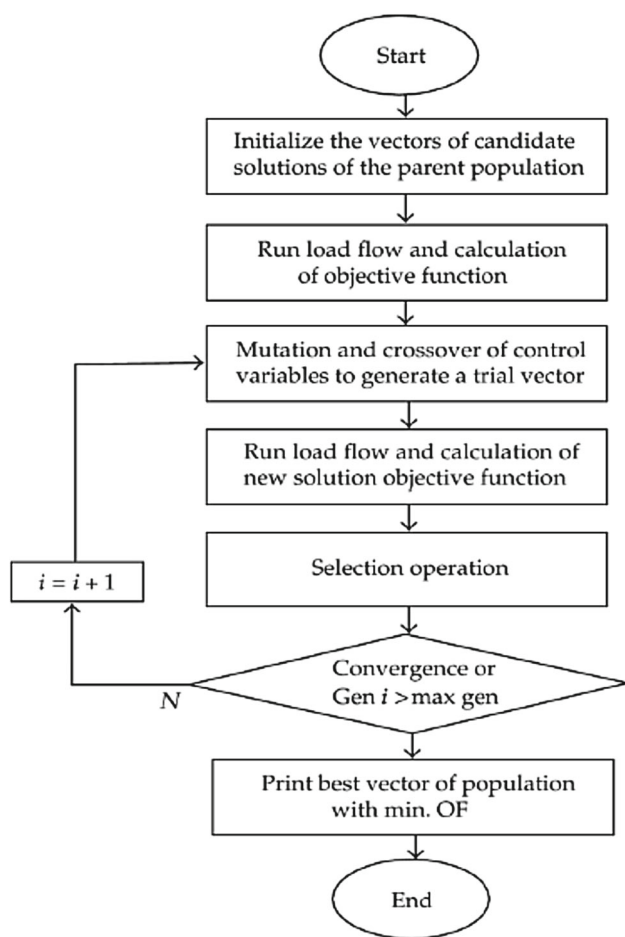 Start
Initialize the vectors of candidate
solutions of the parent population
Run load flow and calculation
of objective function
Mutation and crossover of control
variables to generate a trial vector
Run load flow and calculation of
new solution objective function
Selection operation
i = i + 1
Convergence or
Gen i > max gen
N
Print best vector of population
with min. OF
End